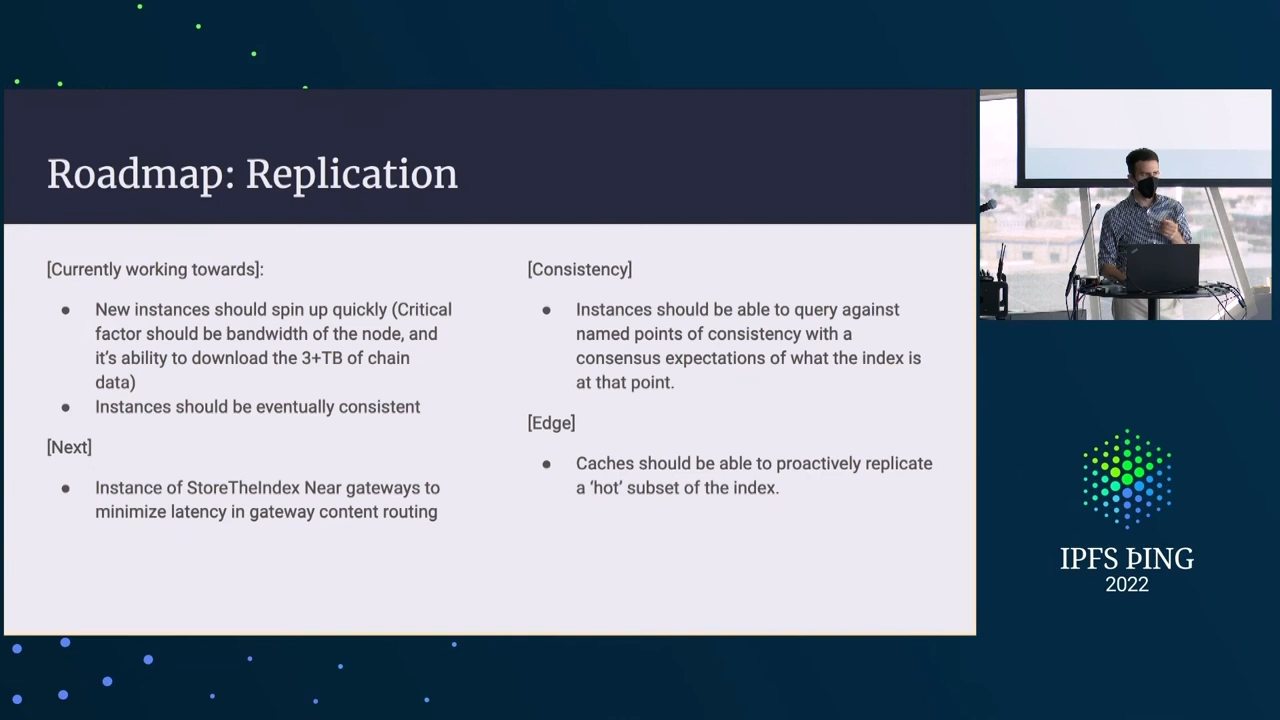 Roadmap: Replication
[Currently working towards]:
● New instances should spin up quickly (Critical
factor should be bandwidth of the node, and
it's ability to download the 3+TB of chain
data)
● Instances should be eventually consistent
[Next]
● Instance of StoreTheIndex Near gateways to
minimize latency in gateway content routing
[Consistency]
● Instances should be able to query against
named points of consistency with a
consensus expectations of what the index is
at that point.
[Edge]
● Caches should be able to proactively replicate
a ‘hot’ subset of the index.
IPFS ÞING
2022